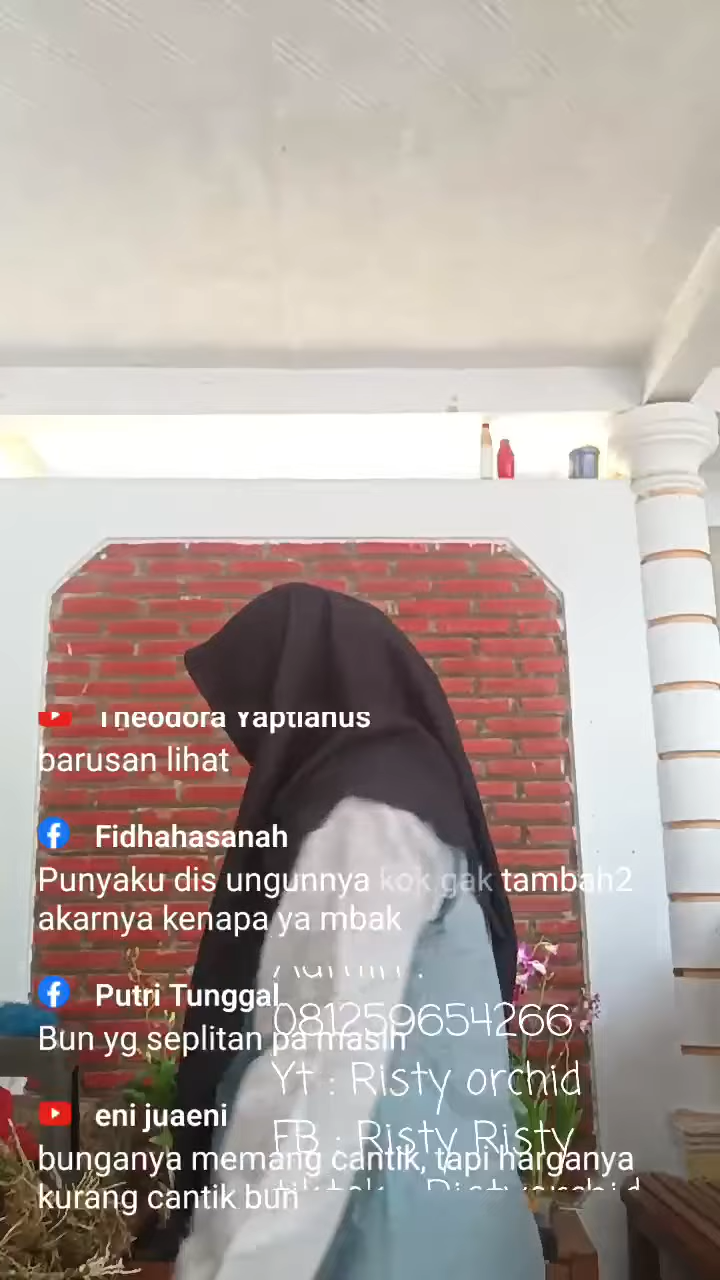 Theodora Yaptianus
barusan lihat
Fidhahasanah
Punyaku dis ungunnya kok gak tambah2
akarnya kenapa ya mbak
Putri Tunggal
Bun yg seplitan pa masih
eni juaeni
bunganya memang cantik, tapi harganya
kurang cantik bun
Admin :
081259654266
Yt : Risty orchid
FB : Risty Risty